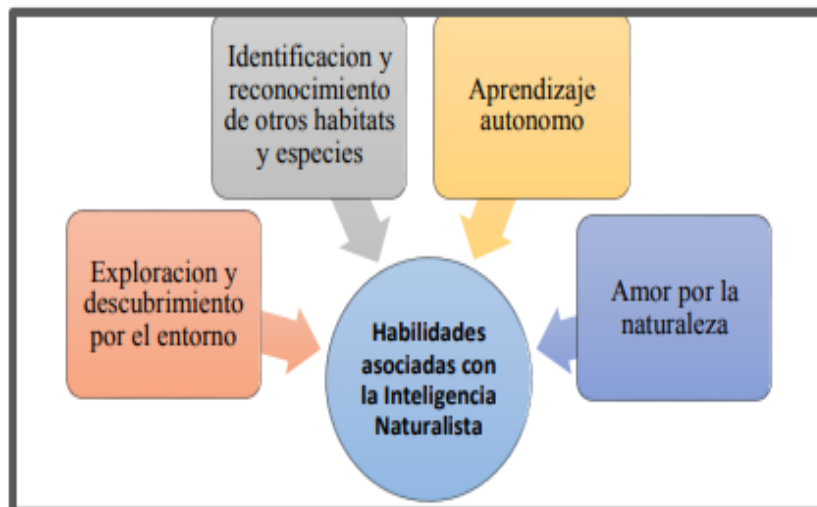 Identificacion y
reconocimiento
de otros habitats
y especies
Aprendizaje
autonomo
Exploracion y
descubrimiento
por el entorno
Amor por la
naturaleza
Habilidades
asociadas con
la Inteligencia
Naturalista